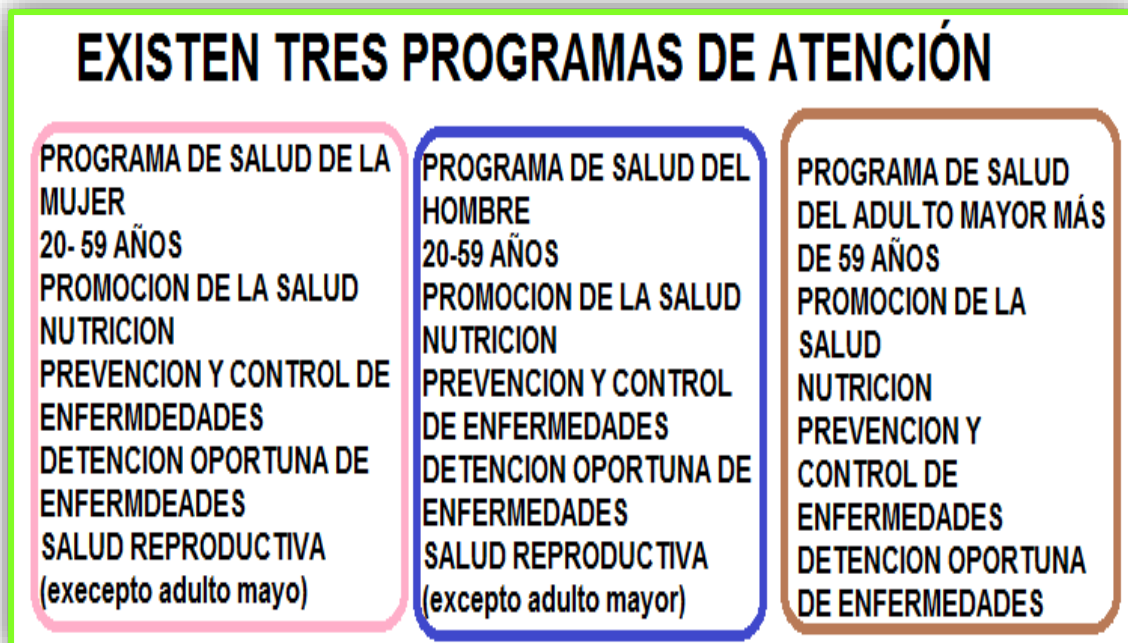 EXISTEN TRES PROGRAMAS DE ATENCIÓN
PROGRAMA DE SALUD DE LA
MUJER
20- 59 AÑOS
PROMOCION DE LA SALUD
NUTRICION
PREVENCION Y CONTROL DE
ENFERMDEDADES
DETENCION OPORTUNA DE
ENFERMDEADES
SALUD REPRODUCTIVA
(execepto adulto mayo)
PROGRAMA DE SALUD DEL
HOMBRE
20-59 AÑOS
PROMOCION DE LA SALUD
NUTRICION
PREVENCION Y CONTROL
DE ENFERMEDADES
DETENCION OPORTUNA DE
ENFERMEDADES
SALUD REPRODUCTIVA
(excepto adulto mayor)
PROGRAMA DE SALUD
DEL ADULTO MAYOR MÁS
DE 59 AÑOS
PROMOCION DE LA
SALUD
NUTRICION
PREVENCION Y
CONTROL DE
ENFERMEDADES
DETENCION OPORTUNA
DE ENFERMEDADES